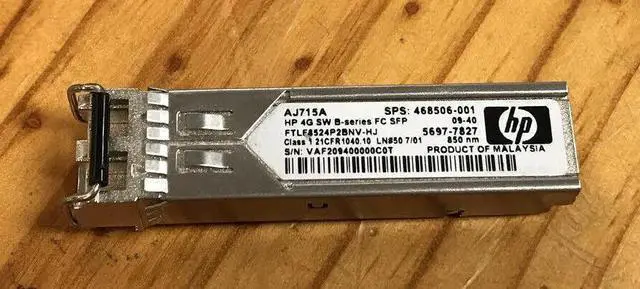 AJ715A SPS: 468506-001
HP 4G SW B-series FC SFP 09-40
FTLF8524P2BNV-HJ 5697-7827
Class 1 21CFR1040.10 LN#50 7/01 850 nm
S/N: VAF209400000C0T PRODUCT OF MALAYSIA
hp